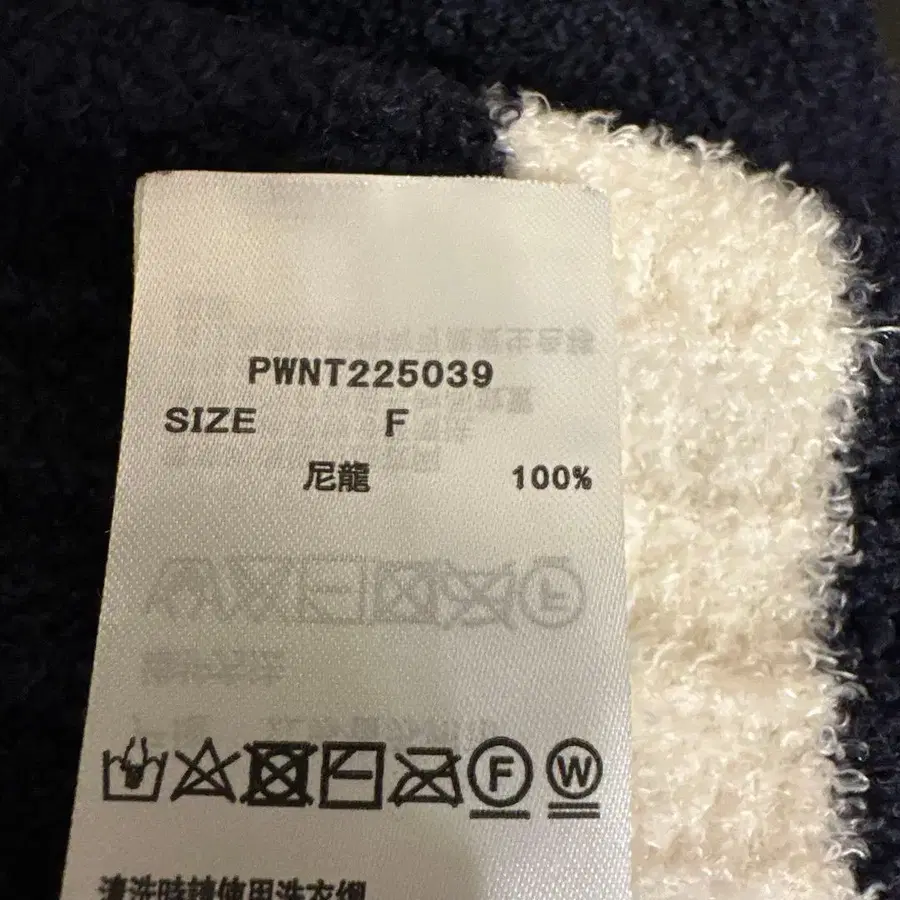 PWNT225039
SIZE F
尼龍 100%
F W
清洗時請使用洗衣網